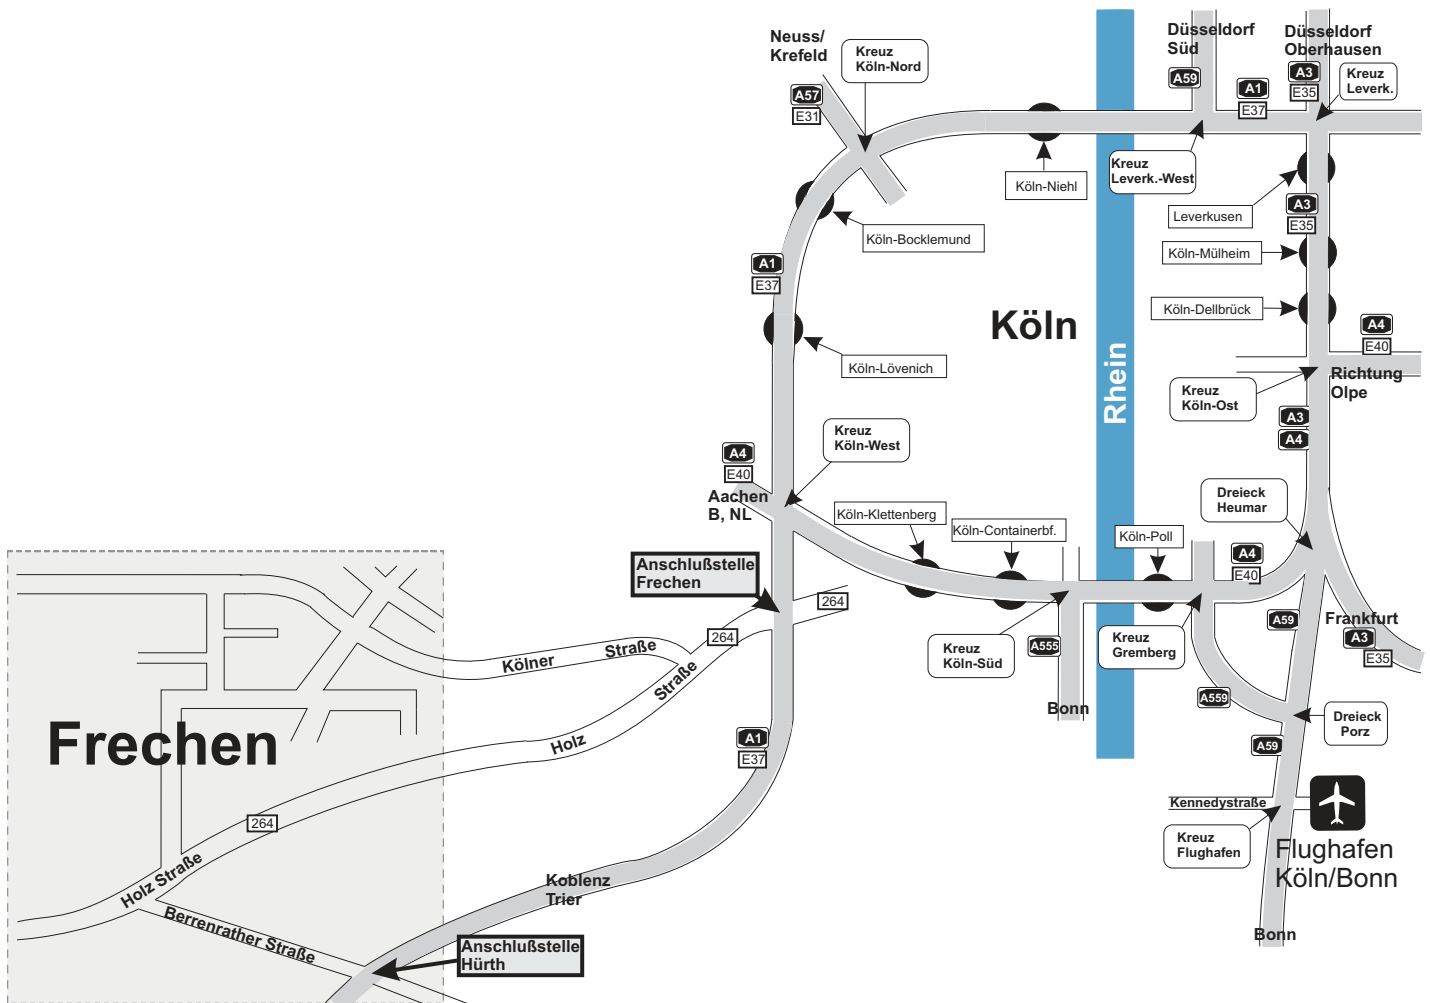 Neuss/
Krefeld
Kreuz
Köln-Nord
Düsseldorf
Süd
Düsseldorf
Oberhausen
Kreuz
Leverk.
A57
E31
A59
A1
E37
A3
E35
Kreuz
Leverk.-West
Köln-Niehl
Leverkusen
A3
E35
Köln-Bocklemund
Köln-Mülheim
A1
E37
Köln-Dellbrück
Köln
A4
E40
Köln-Lövenich
Rhein
Richtung
Olpe
Kreuz
Köln-Ost
A3
A4
Kreuz
Köln-West
A4
E40
Aachen
B, NL
Köln-Klettenberg
Köln-Containerbf.
Köln-Poll
Dreieck
Heumar
Anschlußstelle
Frechen
A4
E40
264
264
A59
Frankfurt
A3
E35
Kölner Straße
Straße
Kreuz
Köln-Süd
A555
Kreuz
Gremberg
A559
Bonn
Dreieck
Porz
Frechen
Holz
A1
E37
A59
Kennedystraße
264
Kreuz
Flughafen
Flughafen
Köln/Bonn
Holz Straße
Koblenz
Trier
Berrenrather Straße
Anschlußstelle
Hürth
Bonn